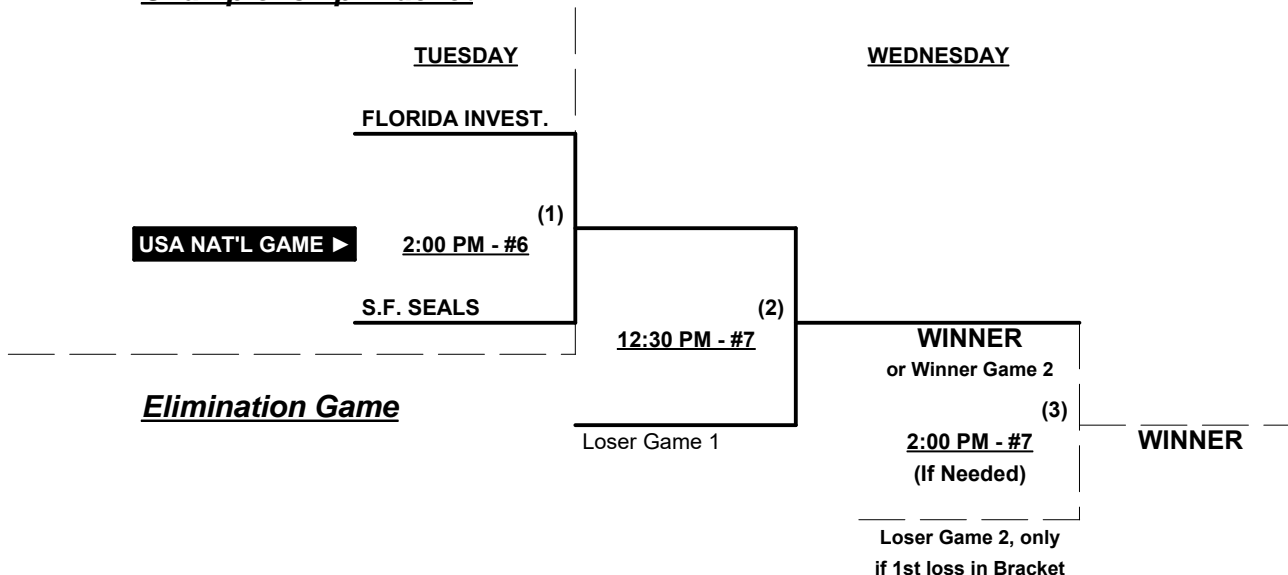 TUESDAY
WEDNESDAY
FLORIDA INVEST.
(1)
USA NAT'L GAME ►
2:00 PM - #6
S.F. SEALS
(2)
12:30 PM - #7
WINNER
or Winner Game 2
Elimination Game
(3)
Loser Game 1
2:00 PM - #7
WINNER
(If Needed)
Loser Game 2, only
if 1st loss in Bracket